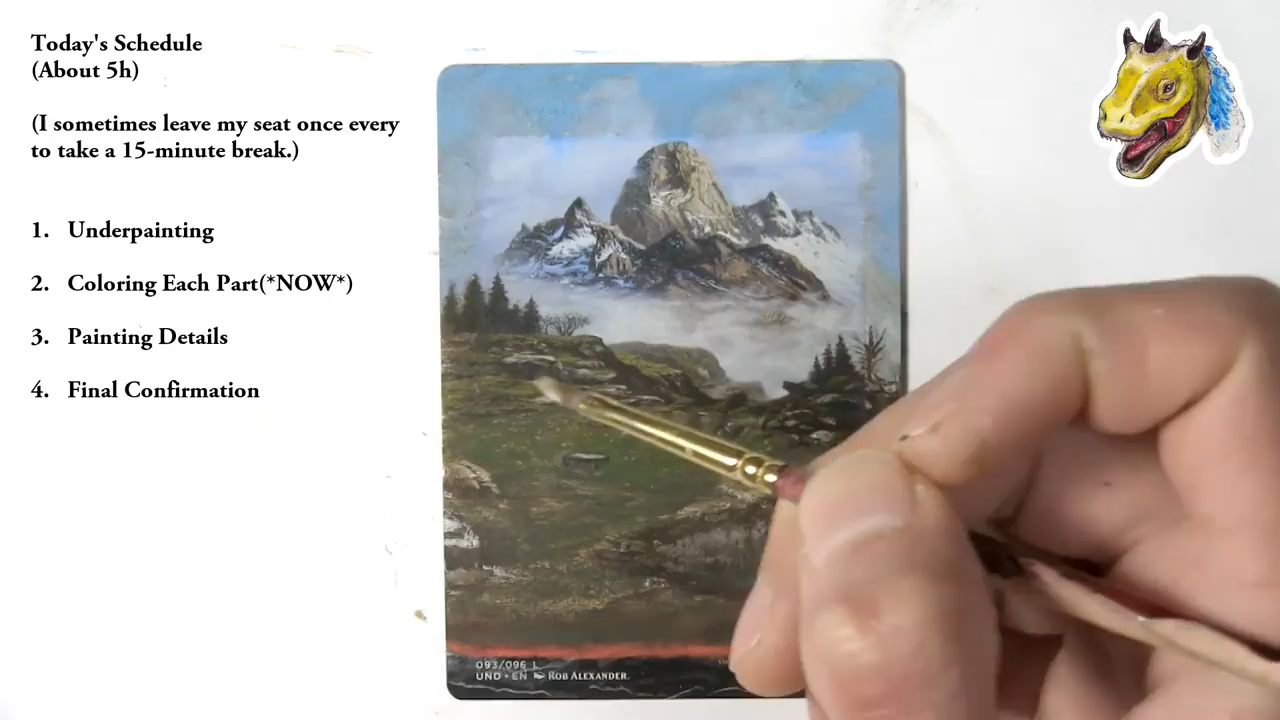 Today's Schedule
(About 5h)
(I sometimes leave my seat once every
to take a 15-minute break.)
1. Underpainting
2. Coloring Each Part(*NOW*)
3. Painting Details
4. Final Confirmation
093/096 L
UND • EN ROB ALEXANDER